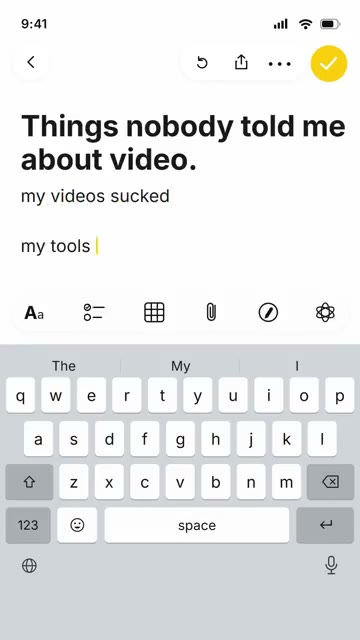 9:41
Things nobody told me
about video.
my videos sucked
my tools
Aa
The My I
q w e r t y u i o p
a s d f g h j k l
z x c v b n m
123 space